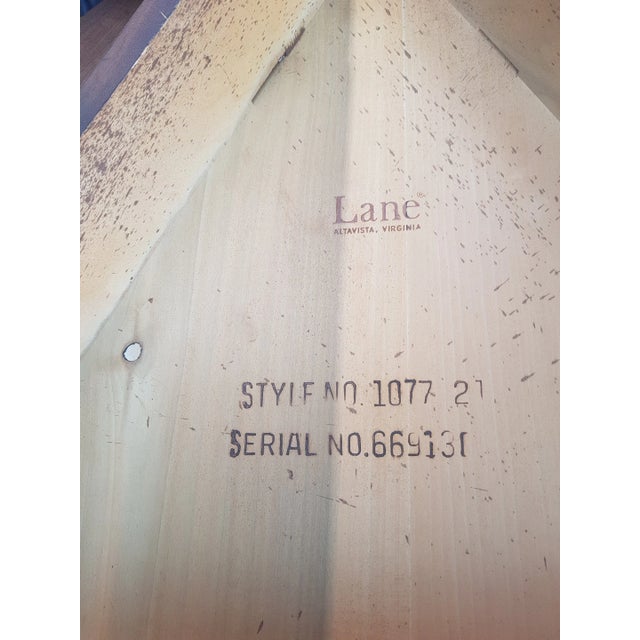 Lane®
ALTAVISTA, VIRGINIA
STYLE NO. 1077 21
SERIAL NO. 669131